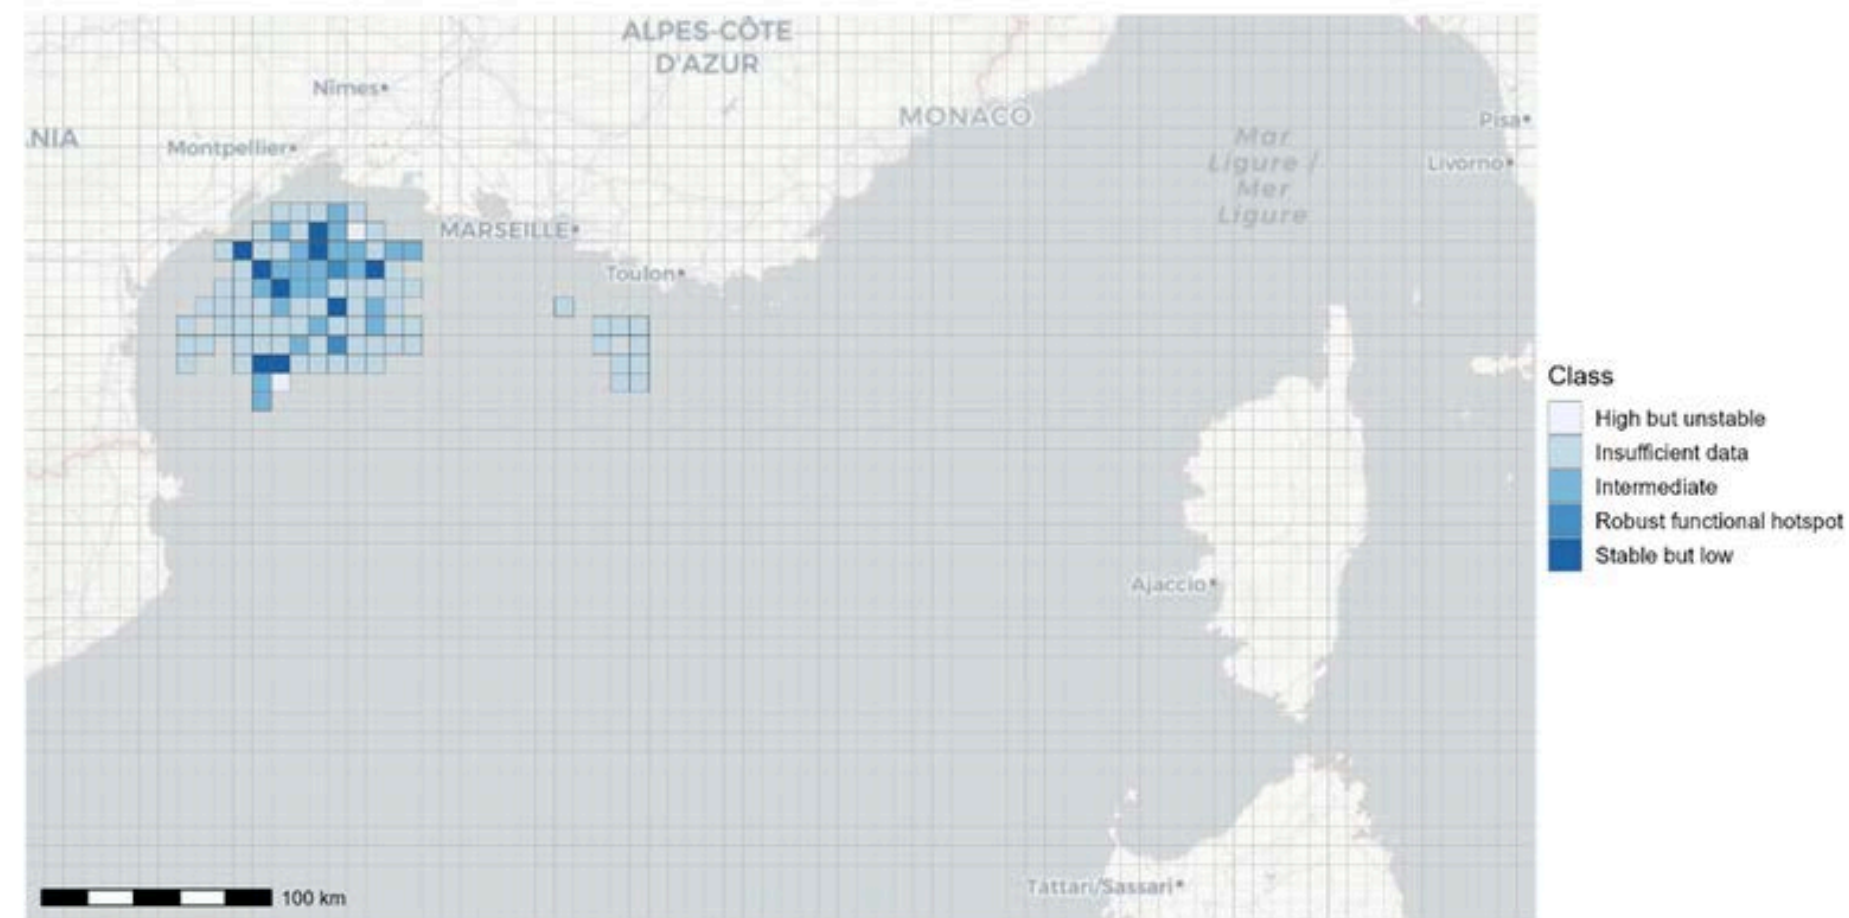 ALPES-CÔTE
D'AZUR
Nîmes
MONACO
Mar
Ligure /
Mer
Ligure
Pisa
Livorno
.NIA
Montpellier
MARSEILLE
Toulon
Class
High but unstable
Insufficient data
Intermediate
Robust functional hotspot
Stable but low
Ajaccio
Tattari/Sassari
100 km